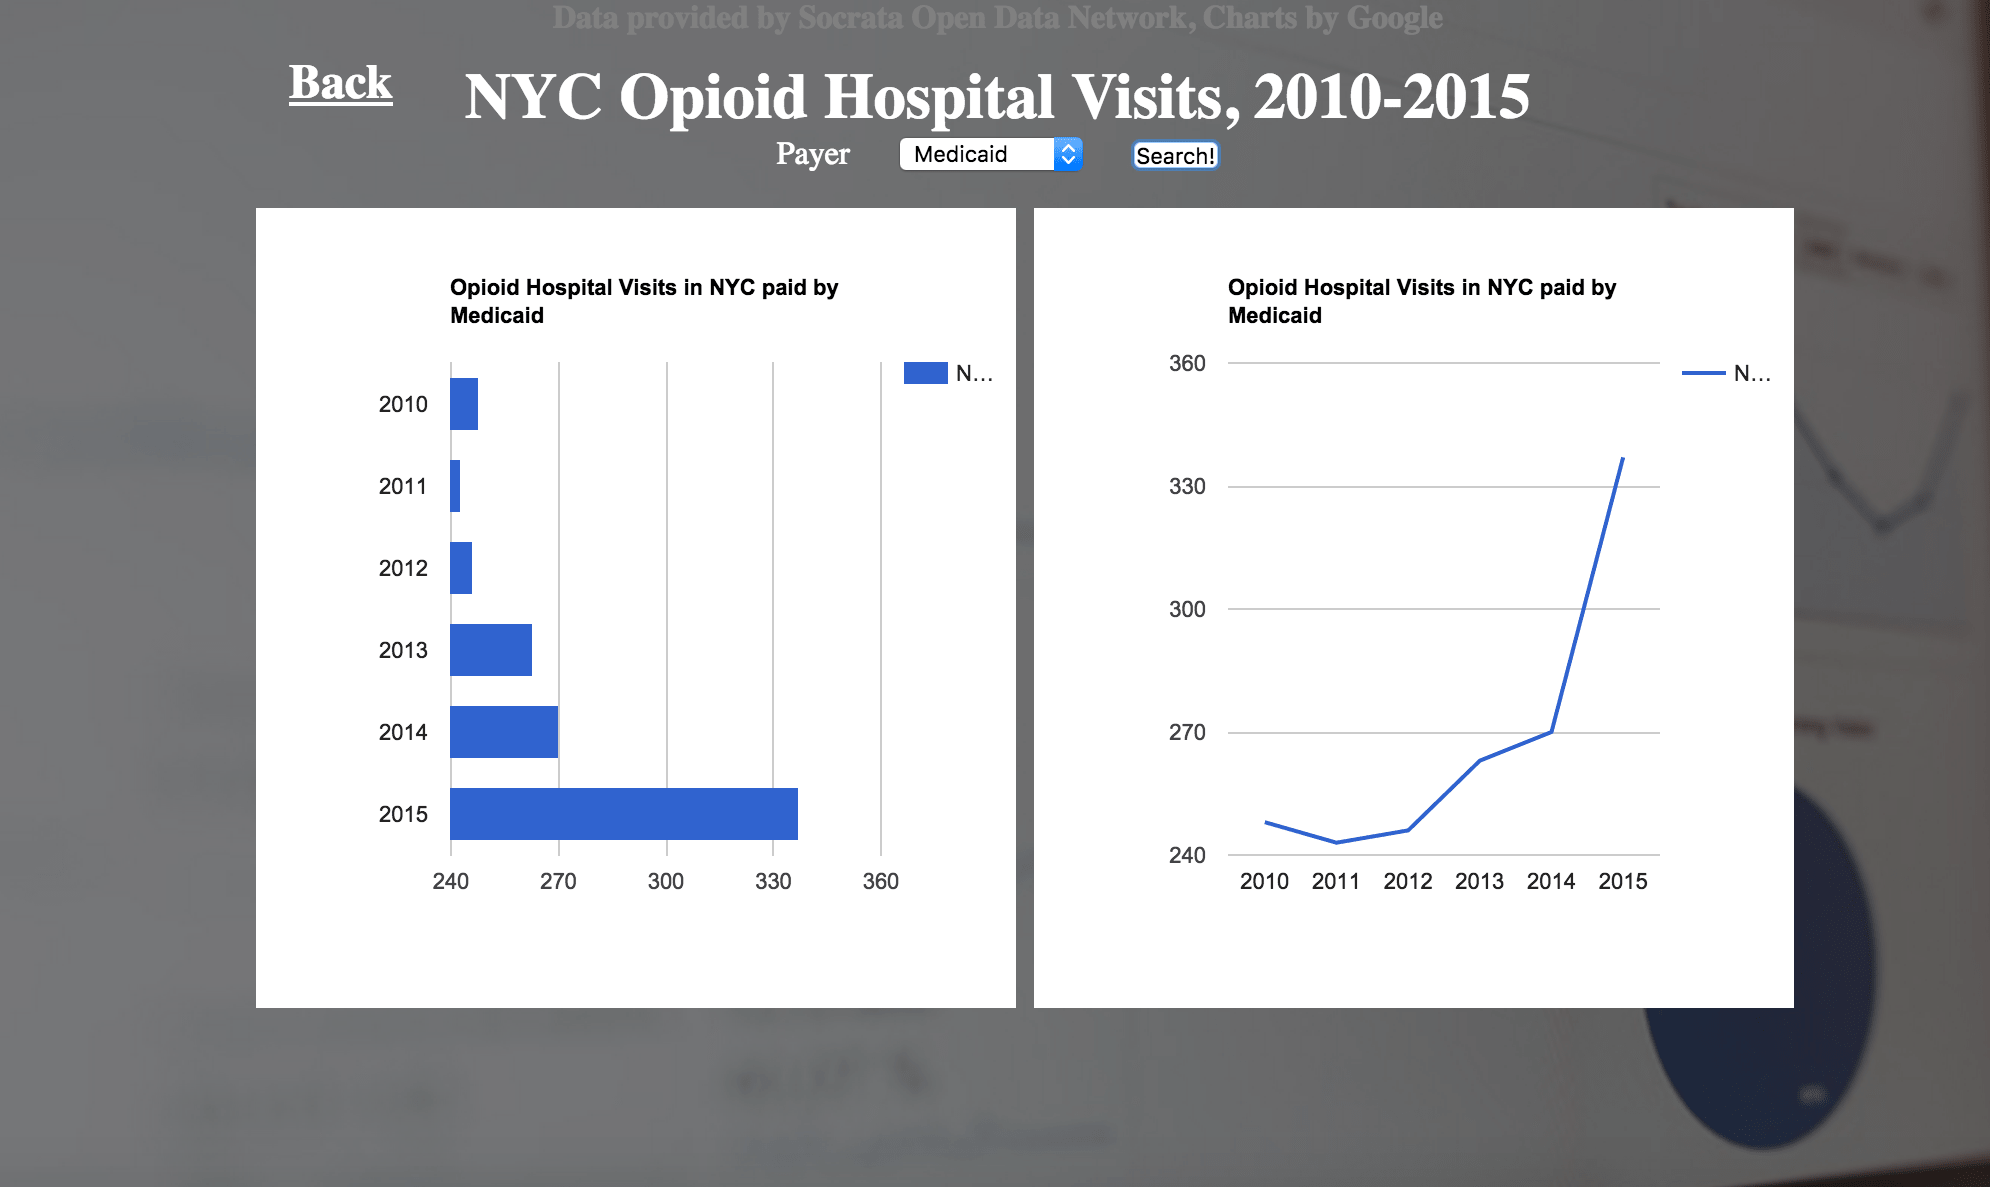 Data provided by Socrata Open Data Network, Charts by Google
Back
NYC Opioid Hospital Visits, 2010-2015
Payer Medicaid Search!
Opioid Hospital Visits in NYC paid by
Medicaid
N...
2010
2011
2012
2013
2014
2015
240 270 300 330 360
Opioid Hospital Visits in NYC paid by
Medicaid
N...
360
330
300
270
240
2010 2011 2012 2013 2014 2015